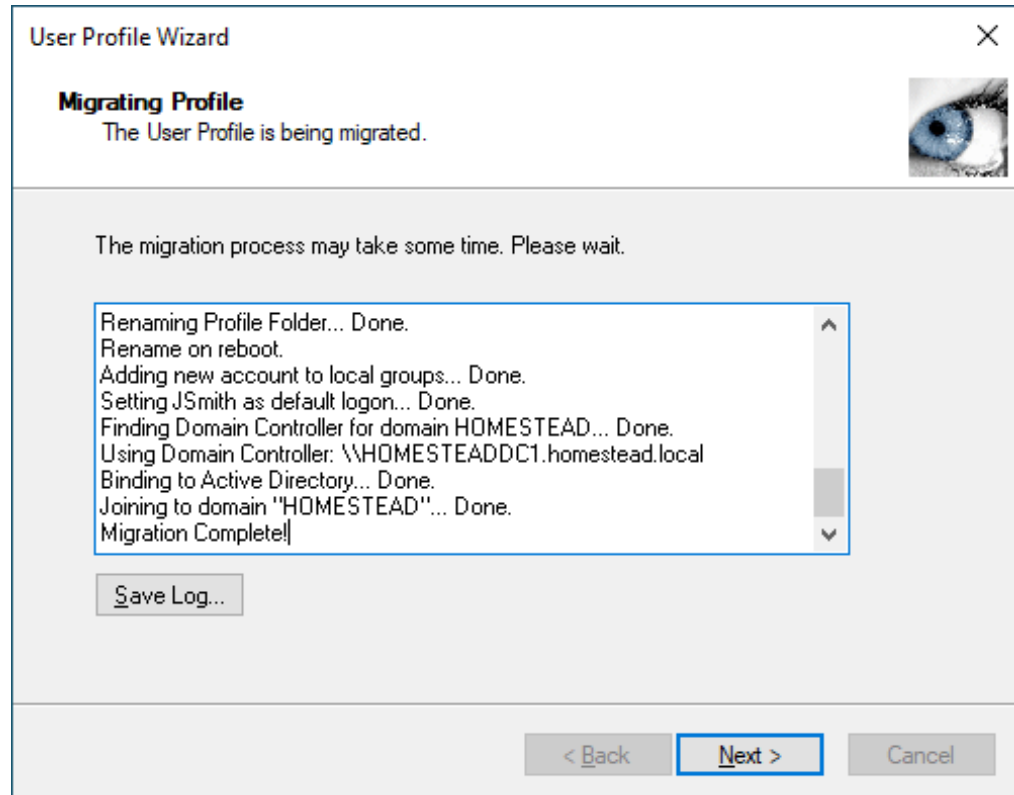 User Profile Wizard
Migrating Profile
The User Profile is being migrated.
The migration process may take some time. Please wait.
Renaming Profile Folder... Done.
Rename on reboot.
Adding new account to local groups... Done.
Setting JSmith as default logon... Done.
Finding Domain Controller for domain HOMESTEAD... Done.
Using Domain Controller: \\HOMESTEADDC1.homestead.local
Binding to Active Directory... Done.
Joining to domain "HOMESTEAD"... Done.
Migration Complete!
Save Log...
< Back Next > Cancel